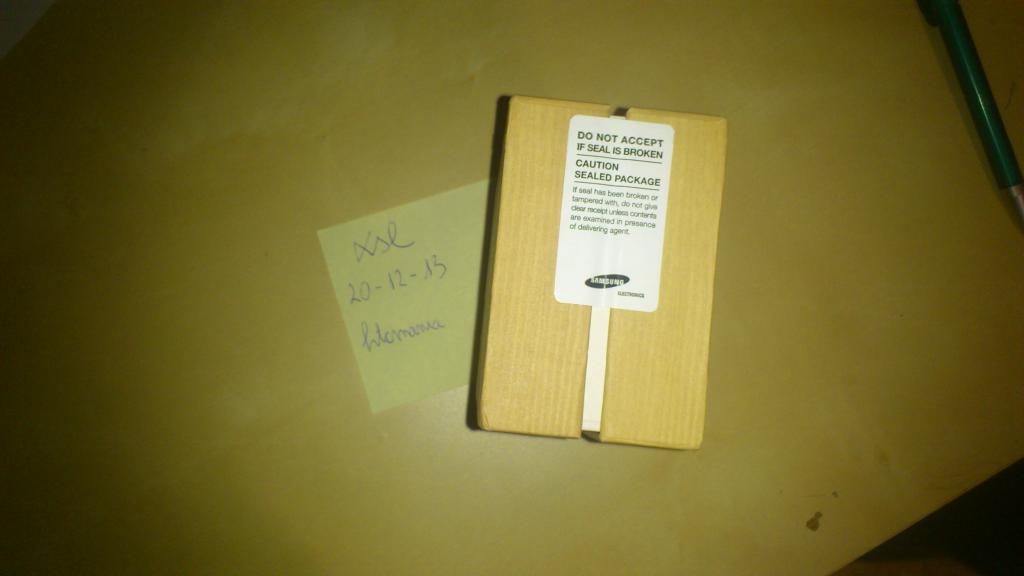 xsl
20-12-13
htcmania
DO NOT ACCEPT
IF SEAL IS BROKEN
CAUTION
SEALED PACKAGE
If seal has been broken or
tampered with, do not give
clear receipt unless contents
are examined in presence
of delivering agent.
SAMSUNG
ELECTRONICS